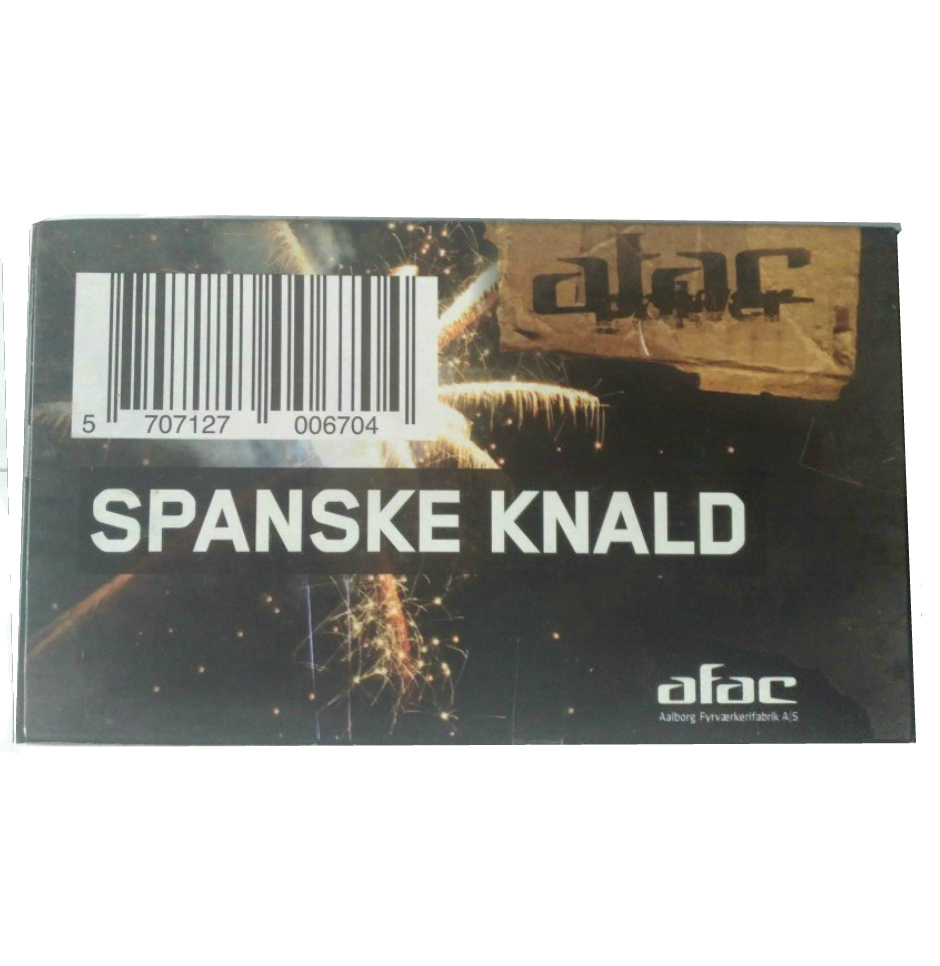 afac
5 707127 006704
SPANSKE KNALD
afac
Aalborg Fyrværkerifabrik A|S